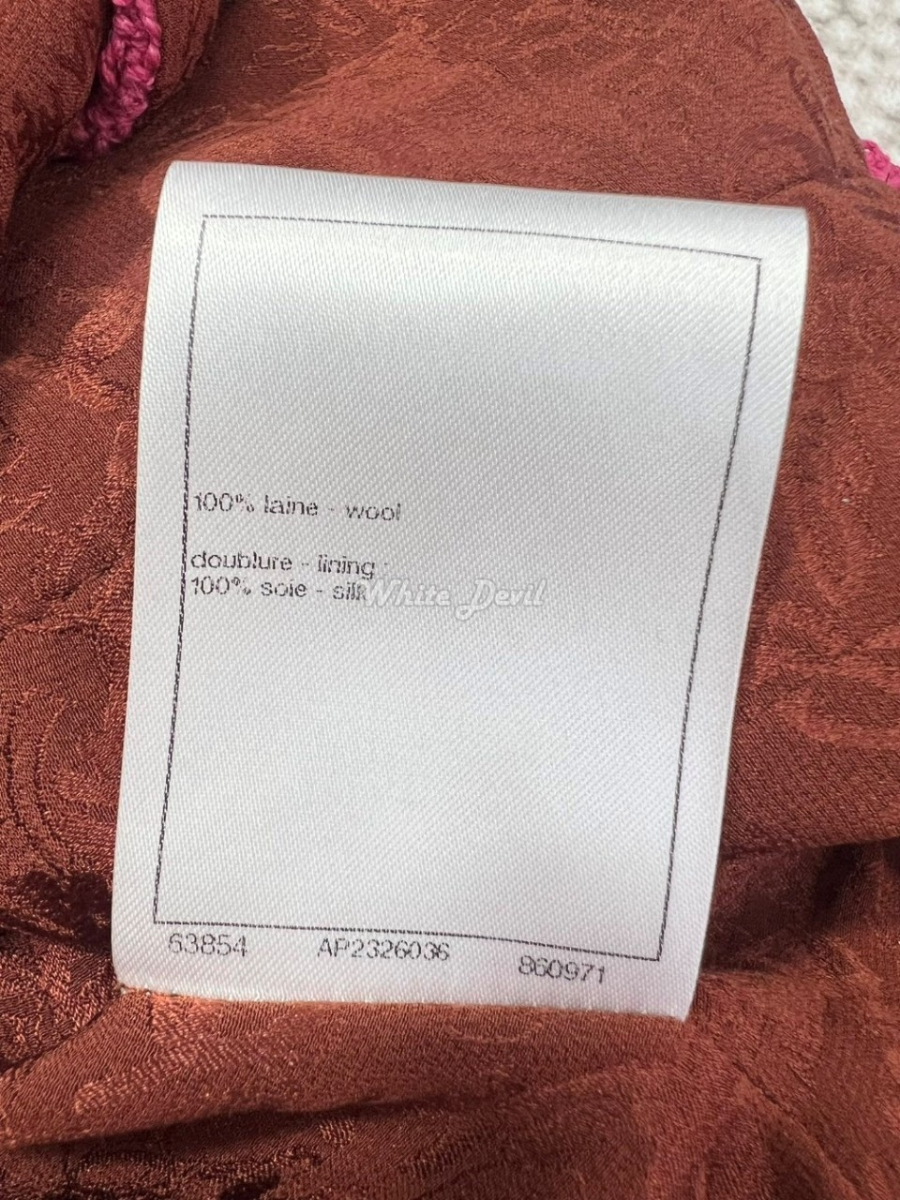 100% laine - wool
doublure - lining :
100% soie - silk
White Devil
63854 AP2326036 860971